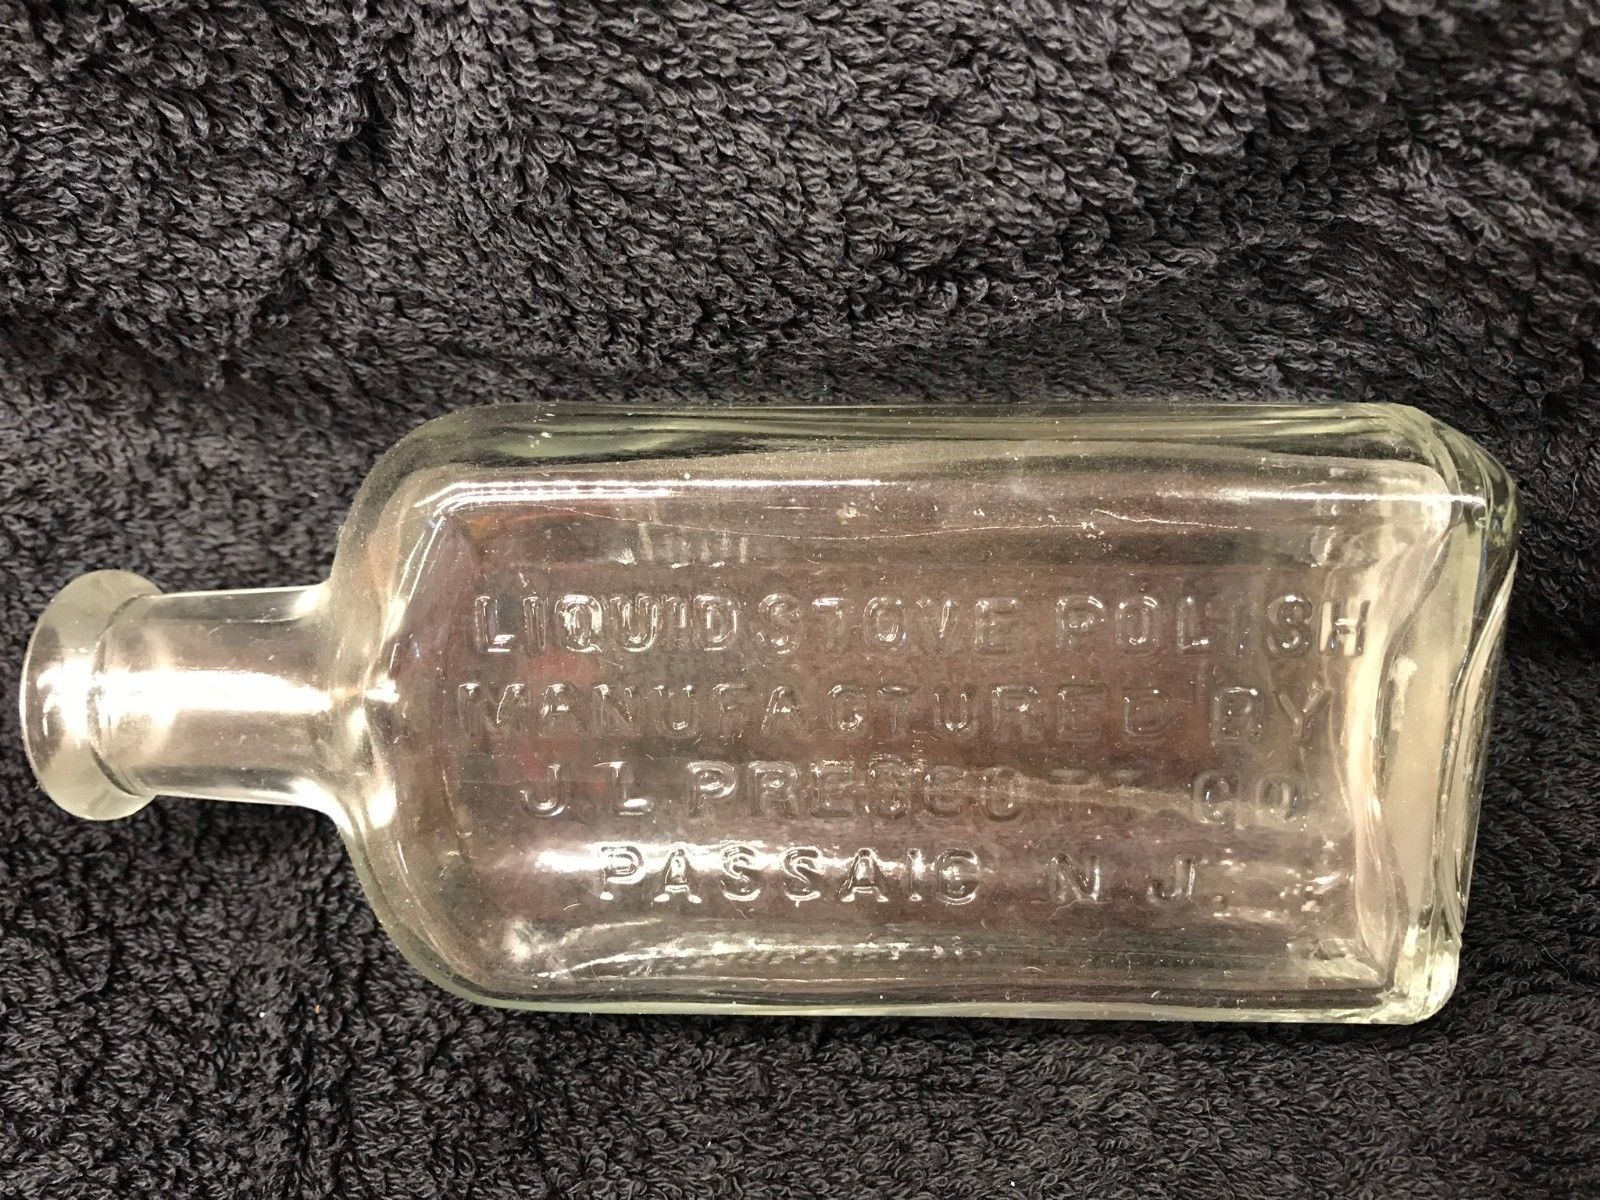 LIQUID STOVE POLISH
MANUFACTURED BY
J. L PRESCOTT CO
PASSAIC N J.